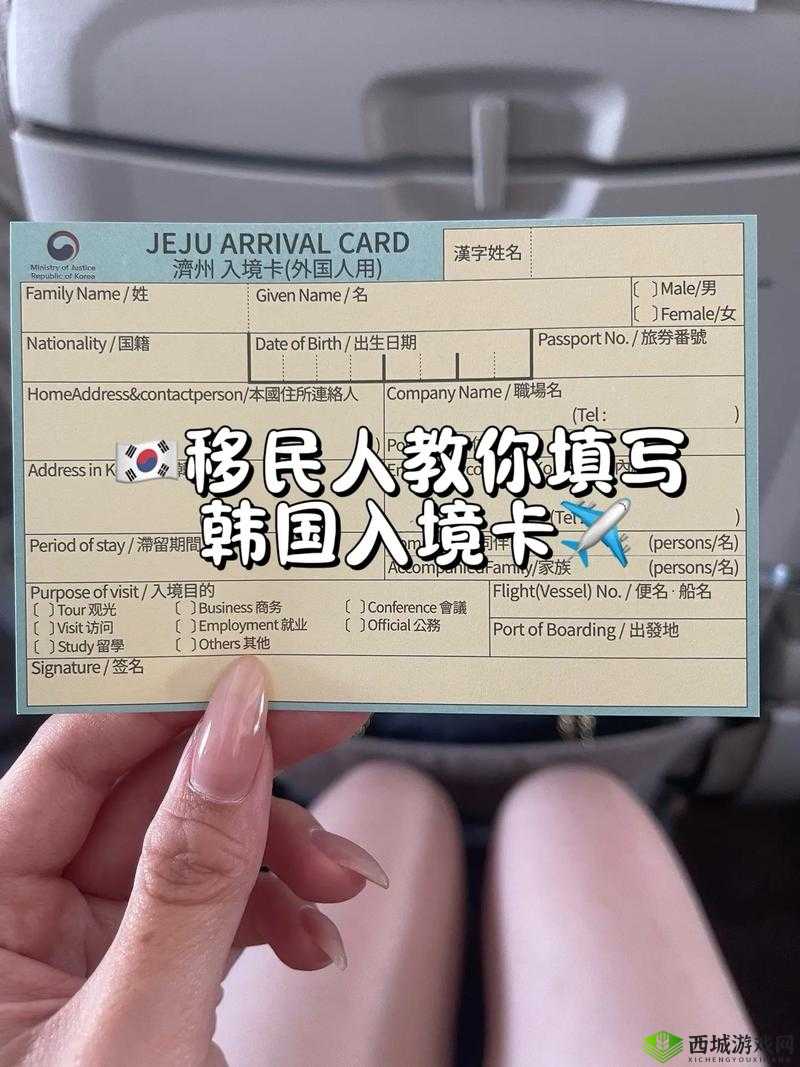 Ministry of Justice
Republic of Korea
JEJU ARRIVAL CARD
濟州 入境卡(外国人用)
漢字姓名
Family Name / 姓
Given Name / 名
[ ]Male/男
[ ]Female/女
Nationality / 国籍
Date of Birth / 出生日期
Passport No. / 旅券番號
HomeAddress&contactperson/本國住所連絡人
Company Name / 職場名
(Tel : )
Address in
移民人教你填写
韩国入境卡
(Tel : )
Period of stay / 滯留期間
同伴 (persons/名)
AccompaniedFamily/家族 (persons/名)
Purpose of visit / 入境目的
[ ] Tour 观光 [ ]Business 商务 [ ]Conference 會議
[ ] Visit 访问 [ ]Employment 就业 [ ]Official 公務
[ ] Study 留學 [ ]Others 其他
Flight(Vessel) No. / 便名 · 船名
Port of Boarding / 出發地
Signature / 签名
西城游戏网
XICHENGYOUXIWANG